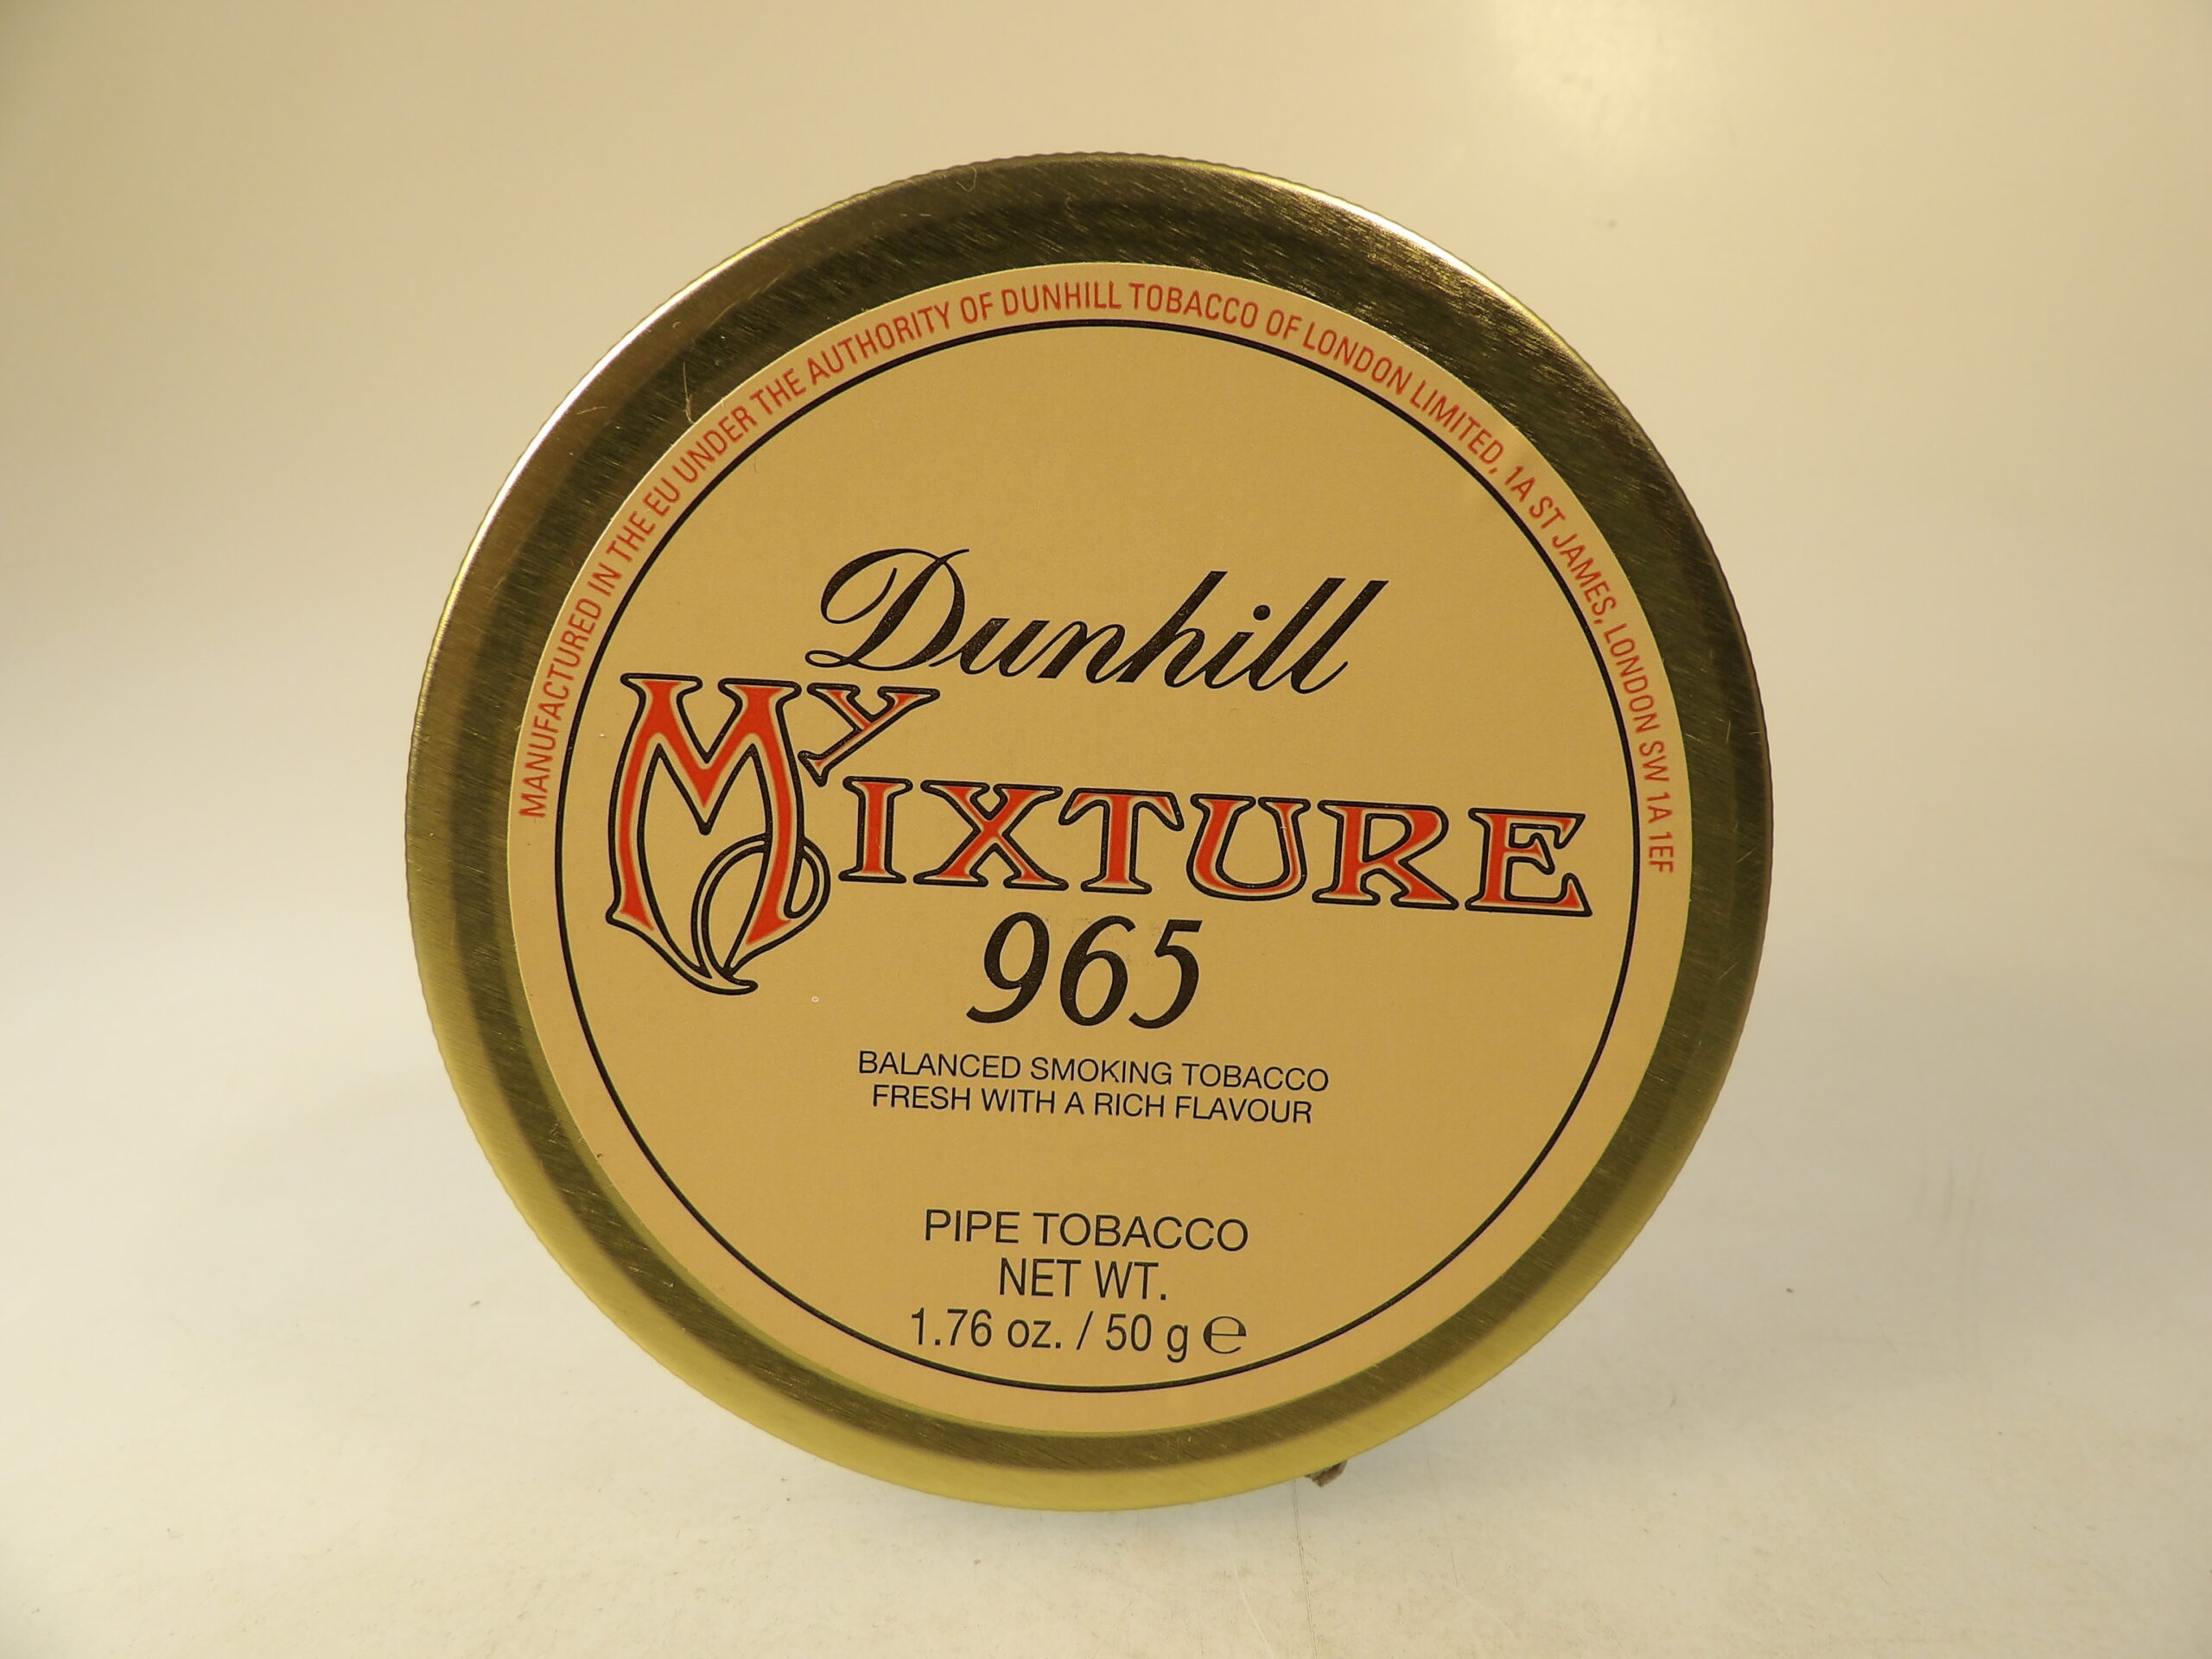 MANUFACTURED IN THE EU UNDER THE AUTHORITY OF DUNHILL TOBACCO OF LONDON LIMITED, 1A ST JAMES, LONDON SW 1A 1EF
Dunhill
My Mixture
965
BALANCED SMOKING TOBACCO
FRESH WITH A RICH FLAVOUR
PIPE TOBACCO
NET WT.
1.76 oz. / 50 g ℮